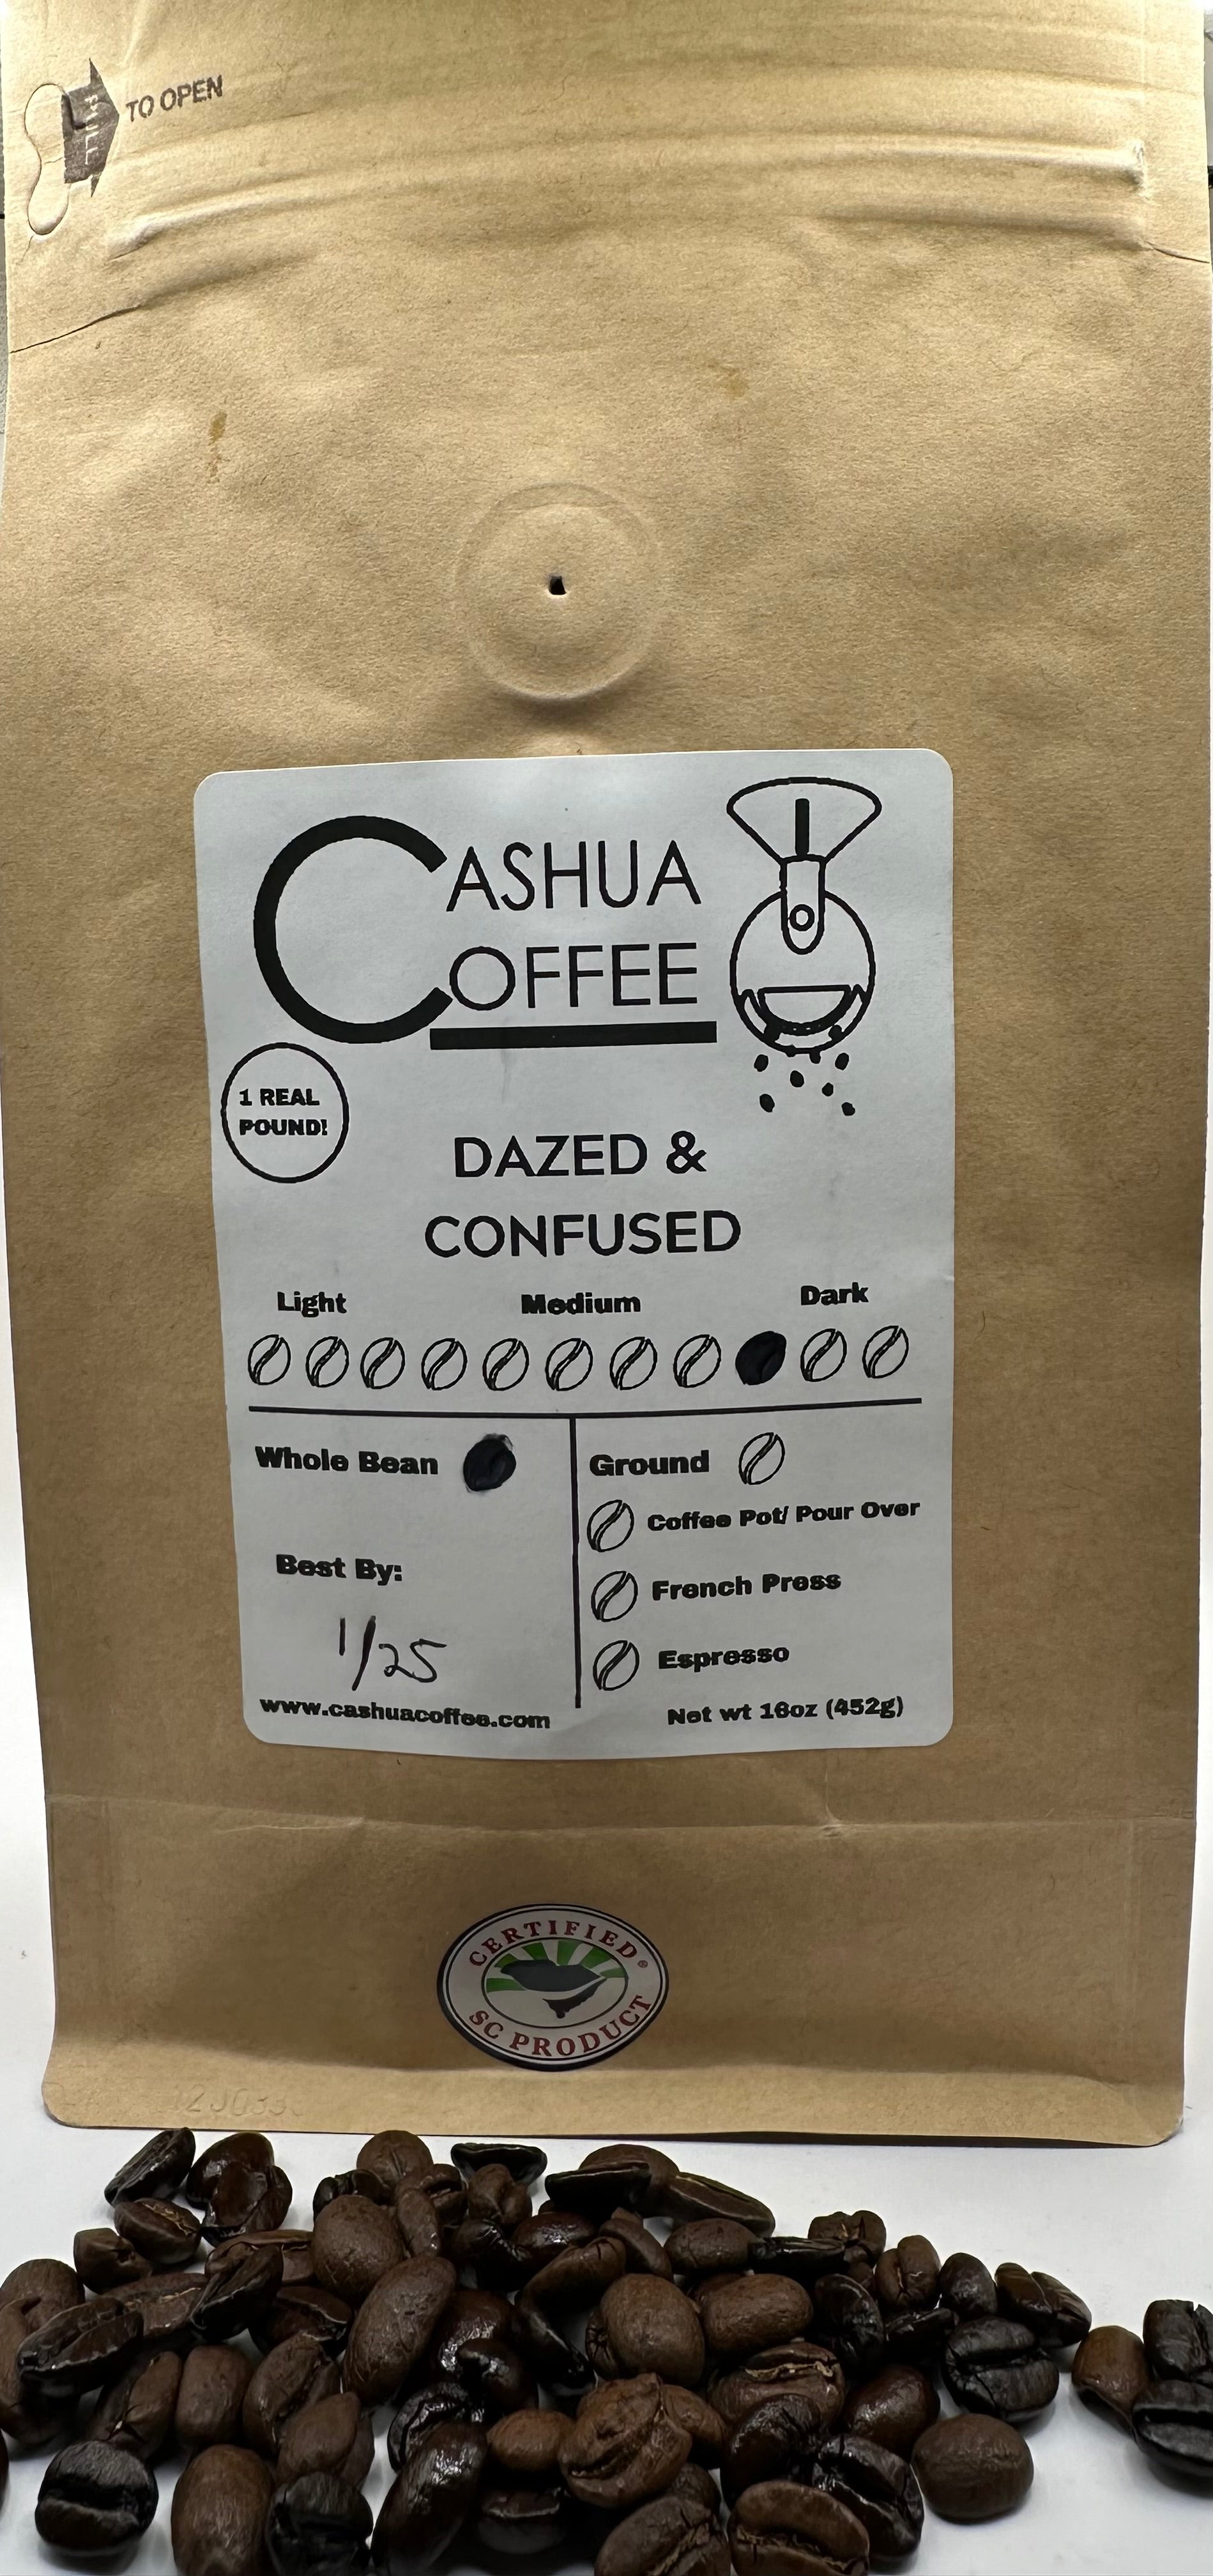 PULL TO OPEN
CASHUA
COFFEE
1 REAL
POUND!
DAZED &
CONFUSED
Light Medium Dark
Whole Bean
Best By:
1/25
www.cashuacoffee.com
Ground
Coffee Pot/ Pour Over
French Press
Espresso
Net wt 16oz (452g)
CERTIFIED®
SC PRODUCT